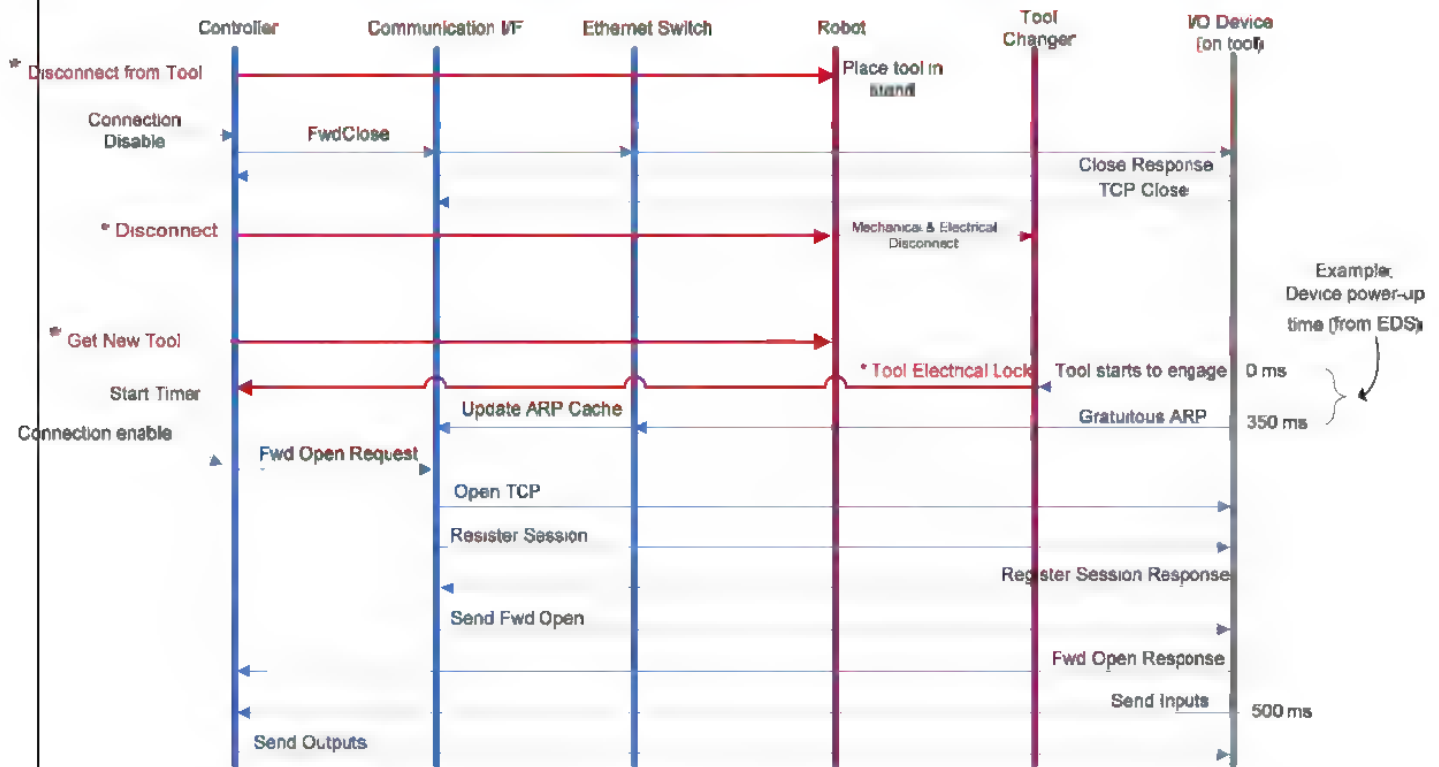 Controller
Communication I/F
Ethernet Switch
Robot
Tool
Changer
I/O Device
(on tool)
* Disconnect from Tool
Place tool in
stand
Connection
Disable
FwdClose
Close Response
TCP Close
* Disconnect
Mechanical & Electrical
Disconnect
Example:
Device power-up
time (from EDS)
* Get New Tool
* Tool Electrical Lock
Tool starts to engage
0 ms
Start Timer
Update ARP Cache
Gratuitous ARP
350 ms
Connection enable
Fwd Open Request
Open TCP
Resister Session
Register Session Response
Send Fwd Open
Fwd Open Response
Send Inputs
500 ms
Send Outputs